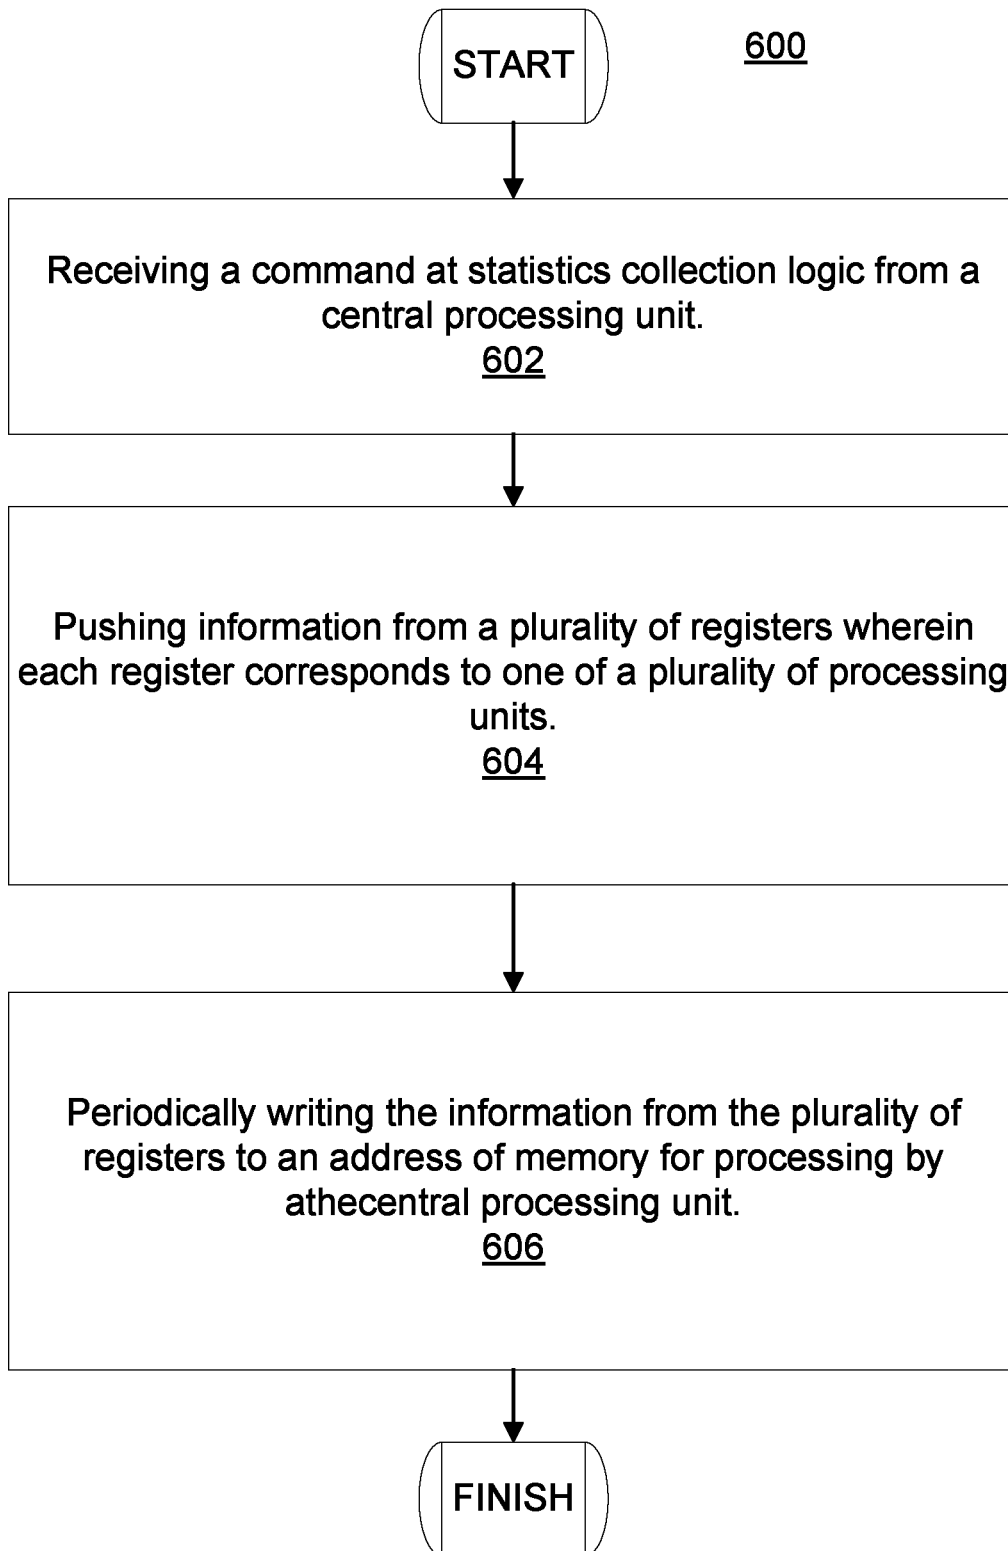 START
600
Receiving a command at statistics collection logic from a
central processing unit.
602
Pushing information from a plurality of registers wherein
each register corresponds to one of a plurality of processing
units.
604
Periodically writing the information from the plurality of
registers to an address of memory for processing by
athecentral processing unit.
606
FINISH